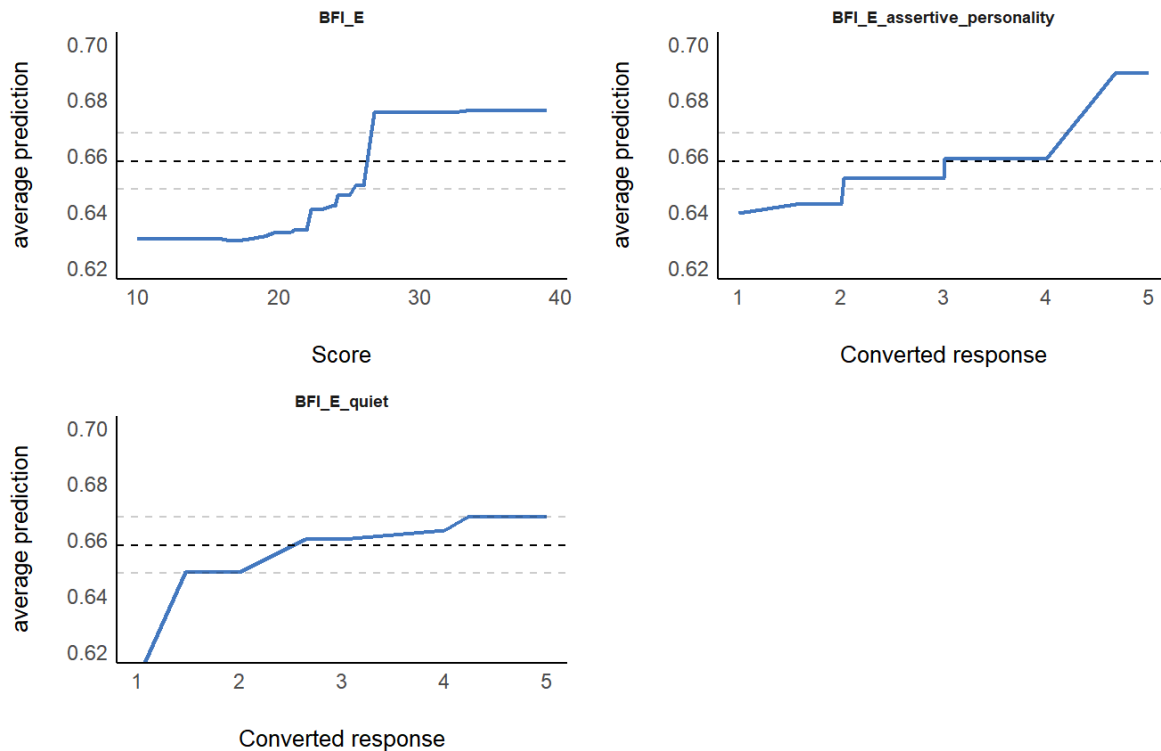 BFI_E
average prediction
0.70
0.68
0.66
0.64
0.62
10 20 30 40
Score
BFI_E_assertive_personality
average prediction
0.70
0.68
0.66
0.64
0.62
1 2 3 4 5
Converted response
BFI_E_quiet
average prediction
0.70
0.68
0.66
0.64
0.62
1 2 3 4 5
Converted response